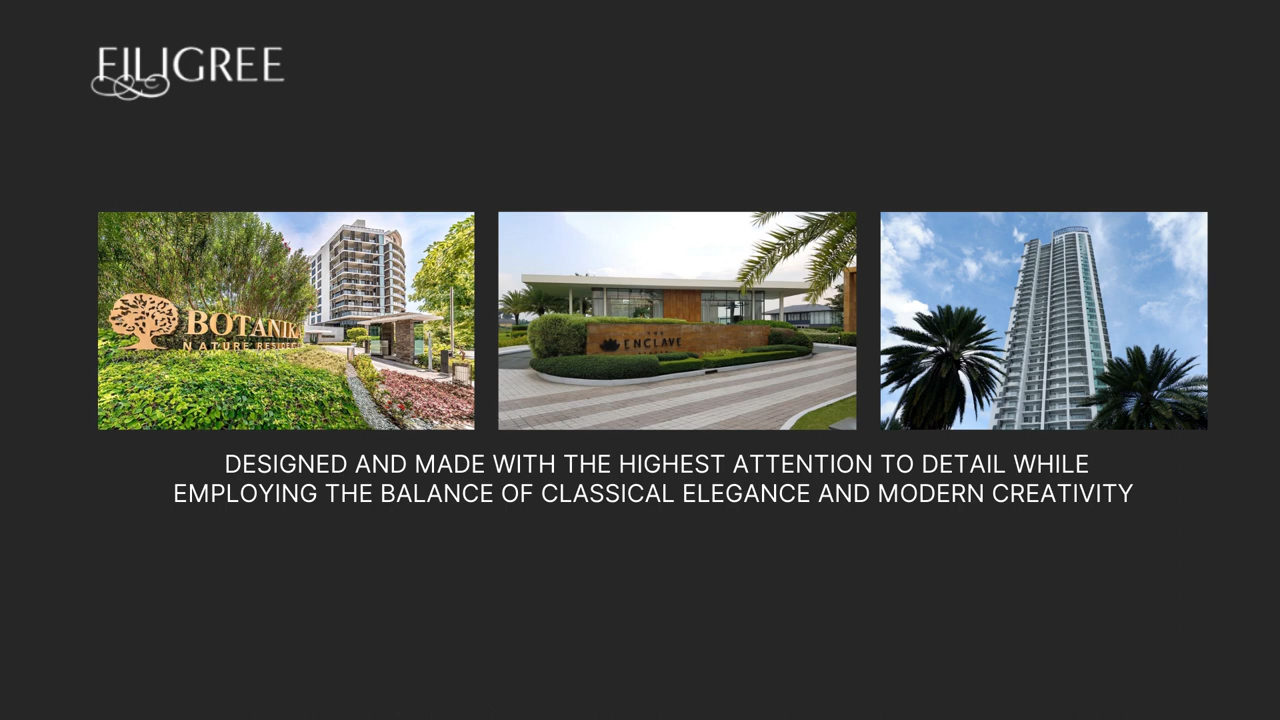 FILIGREE
BOTANIKA
NATURE RESIDENCES
THE
ENCLAVE
DESIGNED AND MADE WITH THE HIGHEST ATTENTION TO DETAIL WHILE
EMPLOYING THE BALANCE OF CLASSICAL ELEGANCE AND MODERN CREATIVITY